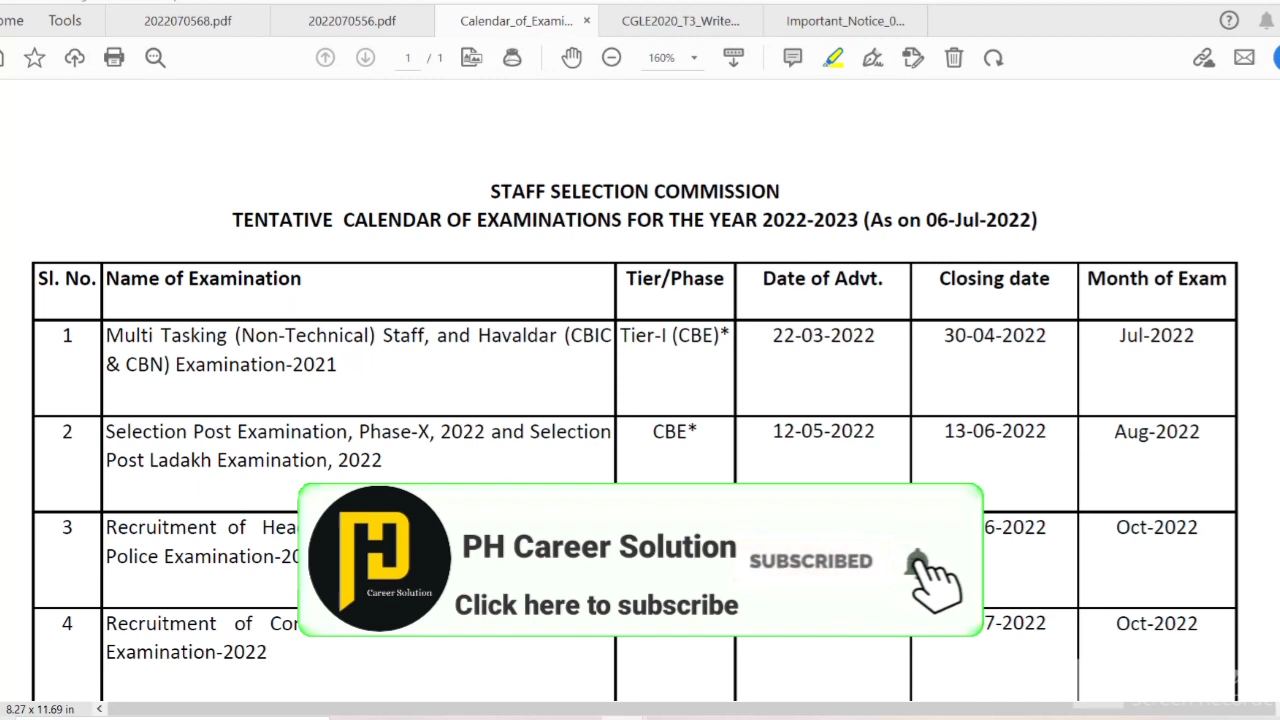 ome Tools 2022070568.pdf 2022070556.pdf Calendar_of_Exami... × CGLE2020_T3_Write... Important_Notice_0...
1 / 1 160%
STAFF SELECTION COMMISSION
TENTATIVE CALENDAR OF EXAMINATIONS FOR THE YEAR 2022-2023 (As on 06-Jul-2022)
Sl. No. Name of Examination Tier/Phase Date of Advt. Closing date Month of Exam
1 Multi Tasking (Non-Technical) Staff, and Havaldar (CBIC Tier-I (CBE)* 22-03-2022 30-04-2022 Jul-2022
& CBN) Examination-2021
2 Selection Post Examination, Phase-X, 2022 and Selection CBE* 12-05-2022 13-06-2022 Aug-2022
Post Ladakh Examination, 2022
3 Recruitment of Hea 6-2022 Oct-2022
Police Examination-20
PH Career Solution SUBSCRIBED
Career Solution
Click here to subscribe
4 Recruitment of Con 7-2022 Oct-2022
Examination-2022
8.27 x 11.69 in